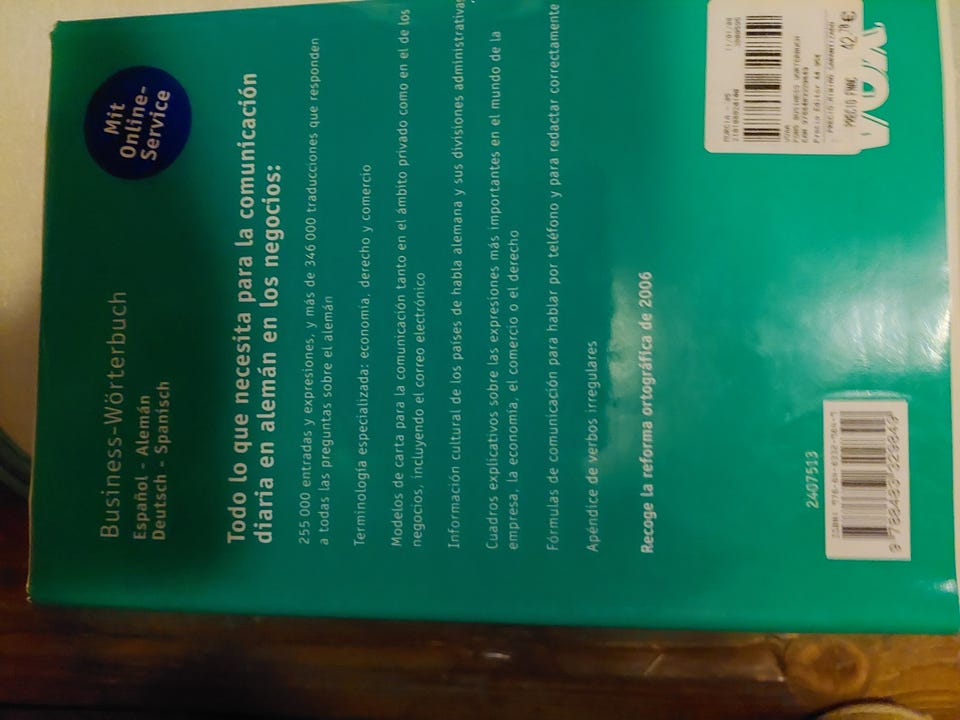 Business-Wörterbuch
Español - Alemán
Deutsch - Spanisch
Mit
Online-
Service
Todo lo que necesita para la comunicación
diaria en alemán en los negocios:
255 000 entradas y expresiones, y más de 346 000 traducciones que responden
a todas las preguntas sobre el alemán
Terminología especializada: economía, derecho y comercio
Modelos de carta para la comunicación tanto en el ámbito privado como en el de los
negocios, incluyendo el correo electrónico
Información cultural de los países de habla alemana y sus divisiones administrativas
Cuadros explicativos sobre las expresiones más importantes en el mundo de la
empresa, la economía, el comercio o el derecho
Fórmulas de comunicación para hablar por teléfono y para redactar correctamente
Apéndice de verbos irregulares
Recoge la reforma ortográfica de 2006
2407513
ISBN:
VOX
PRECIO FNAC 42,70 €